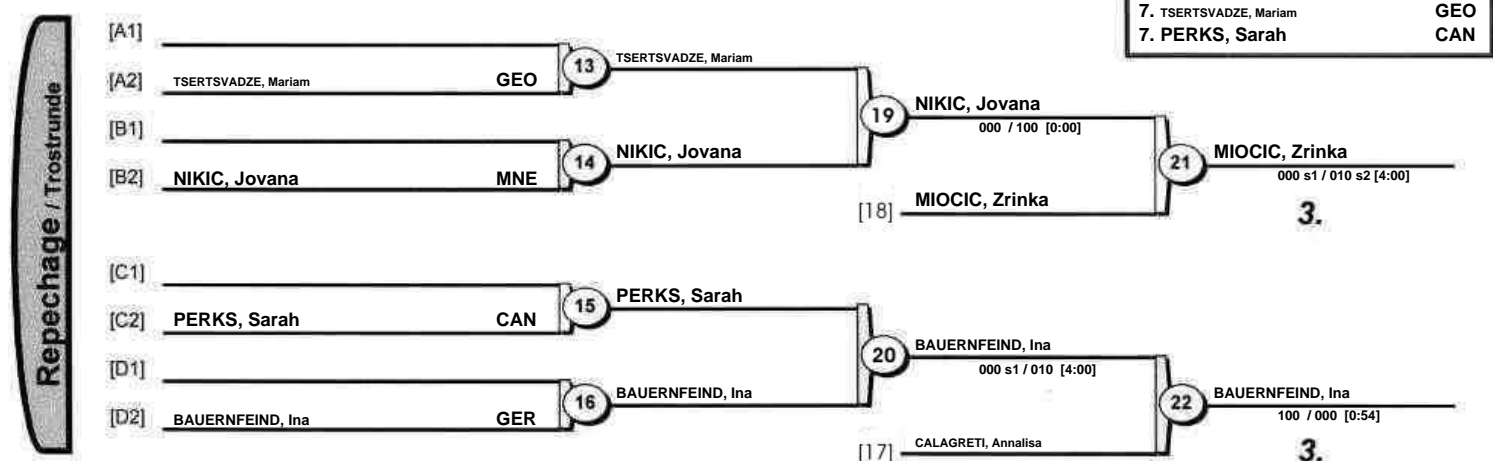 7. TSERTSVADZE, Mariam GEO
7. PERKS, Sarah CAN
Repechage / Trostrunde
[A1]
13 TSERTSVADZE, Mariam
[A2] TSERTSVADZE, Mariam GEO
19 NIKIC, Jovana
000 / 100 [0:00]
[B1]
14 NIKIC, Jovana
[B2] NIKIC, Jovana MNE
21 MIOCIC, Zrinka
000 s1 / 010 s2 [4:00]
[18] MIOCIC, Zrinka
3.
[C1]
15 PERKS, Sarah
[C2] PERKS, Sarah CAN
20 BAUERNFEIND, Ina
000 s1 / 010 [4:00]
[D1]
16 BAUERNFEIND, Ina
[D2] BAUERNFEIND, Ina GER
22 BAUERNFEIND, Ina
100 / 000 [0:54]
[17] CALAGRETI, Annalisa
3.